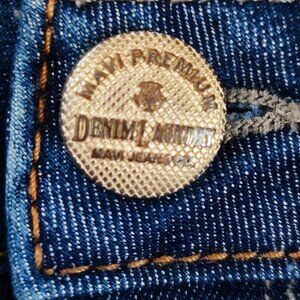 MAVI PREMIUM
DENIM LAUNDRY
MAVI JEANS CO.